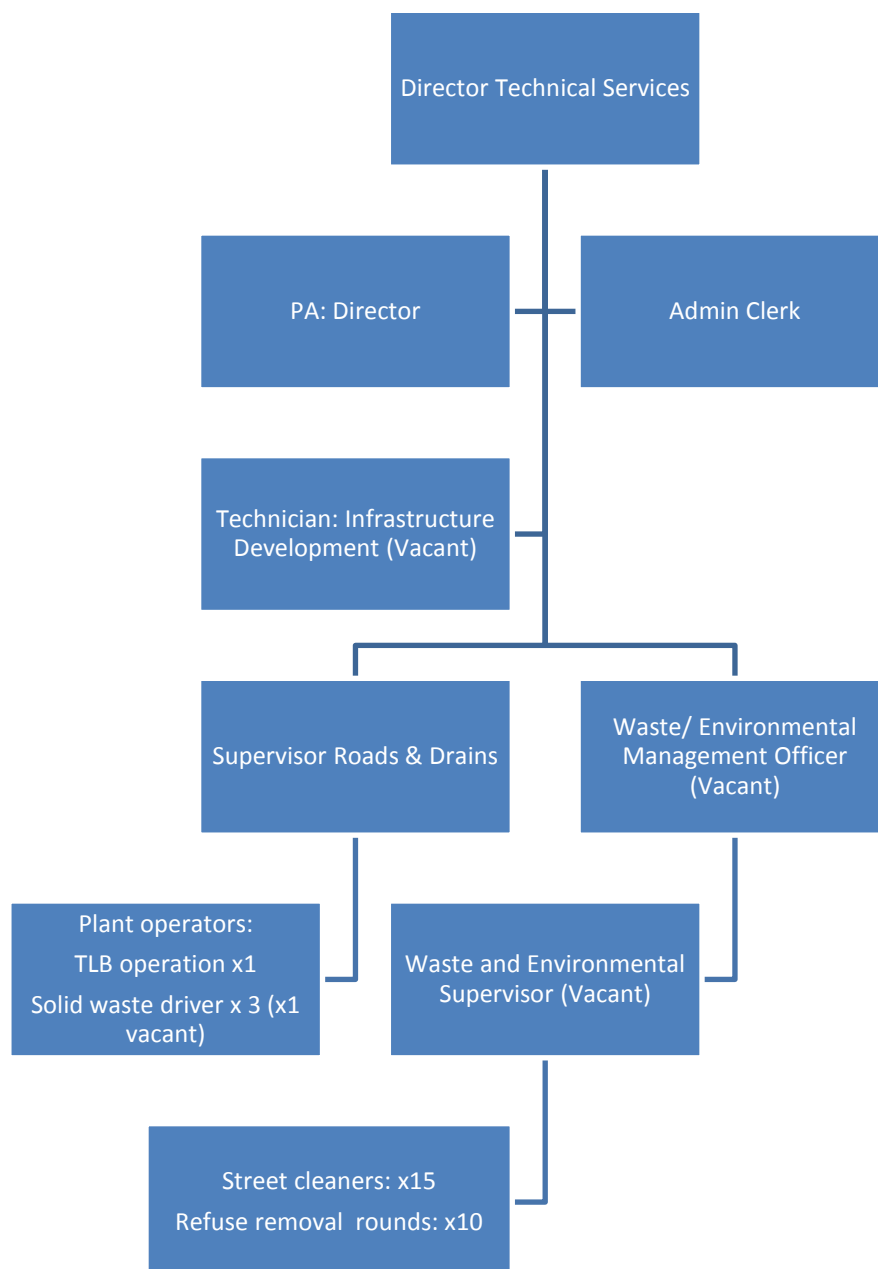 Director Technical Services
PA: Director
Admin Clerk
Technician: Infrastructure
Development (Vacant)
Supervisor Roads & Drains
Waste/ Environmental
Management Officer
(Vacant)
Plant operators:
TLB operation x1
Solid waste driver x 3 (x1
vacant)
Waste and Environmental
Supervisor (Vacant)
Street cleaners: x15
Refuse removal  rounds: x10